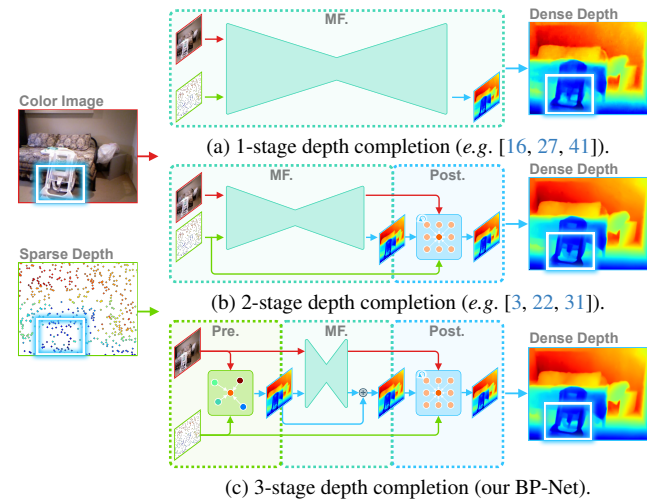 MF.
Dense Depth
Color Image
(a) 1-stage depth completion (e.g. [16, 27, 41]).
MF.
Post.
Dense Depth
Sparse Depth
(b) 2-stage depth completion (e.g. [3, 22, 31]).
Pre.
MF.
Post.
Dense Depth
(c) 3-stage depth completion (our BP-Net).